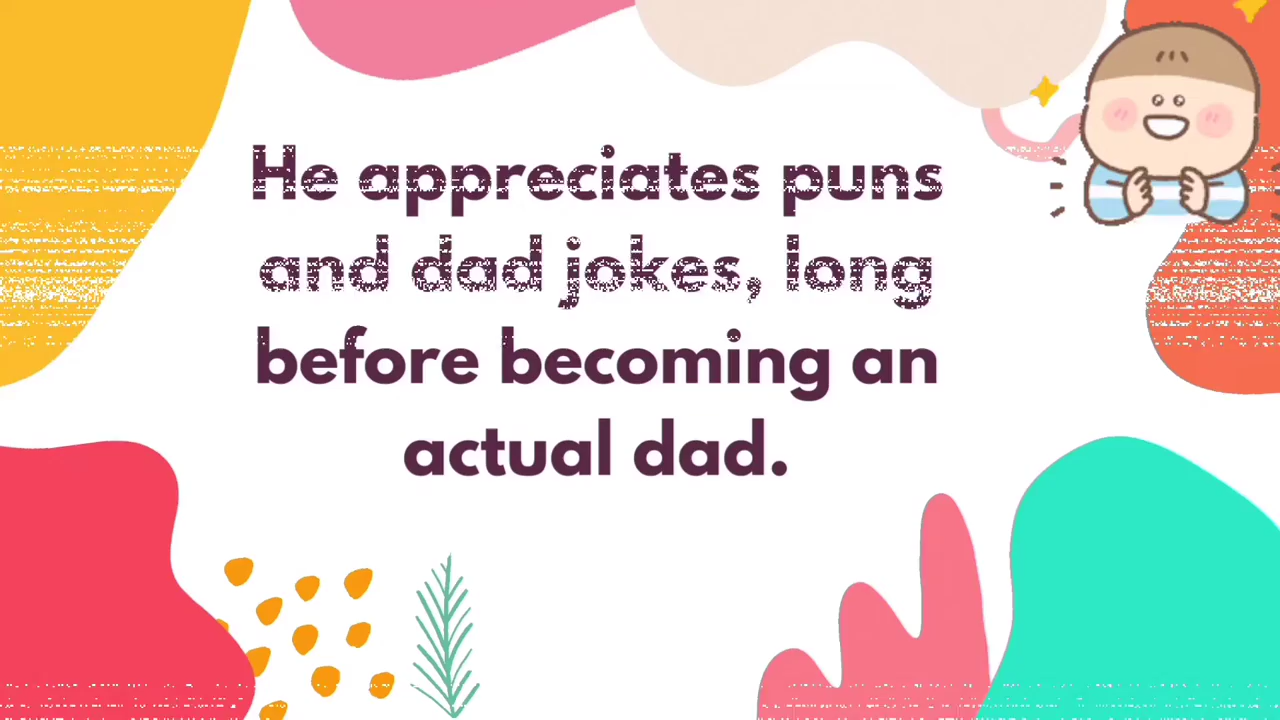 He appreciates puns
and dad jokes, long
before becoming an
actual dad.